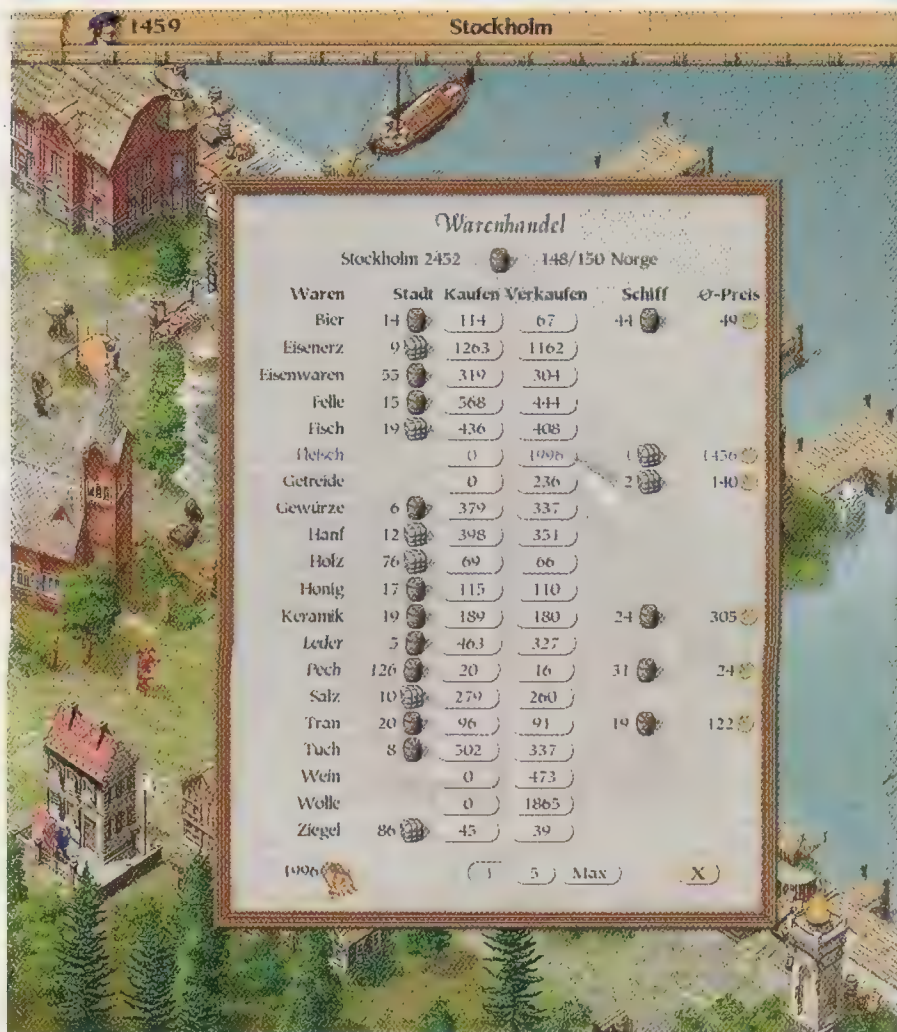 1459 Stockholm
Warenhandel
Stockholm 2452 148/150 Norge
Waren Stadt Kaufen Verkaufen Schiff Ø-Preis
Bier 14 114 67 44 49
Eisenerz 9 1263 1162
Eisenwaren 55 319 304
Felle 15 568 444
Fisch 19 436 408
Fleisch 0 1996 1 1456
Getreide 0 236 2 140
Gewürze 6 379 337
Hanf 12 398 351
Holz 76 69 66
Honig 17 115 110
Keramik 19 189 180 24 305
Leder 5 463 327
Pech 126 20 16 31 24
Salz 10 279 260
Tran 20 96 91 19 122
Tuch 8 502 337
Wein 0 473
Wolle 0 1865
Ziegel 86 45 39
1996 1 5 Max X